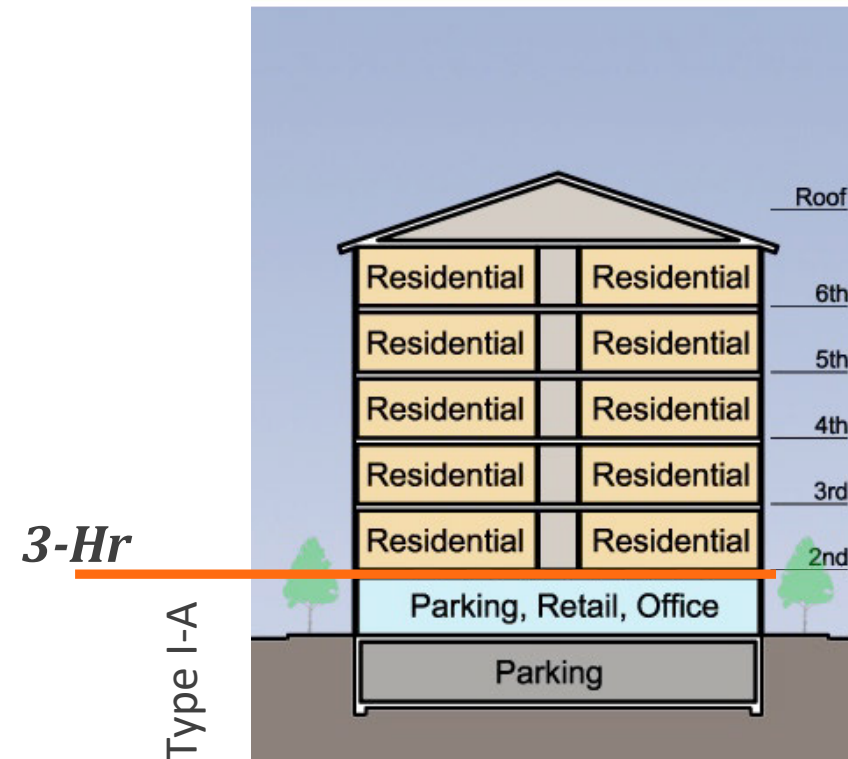 Roof
Residential Residential
6th
Residential Residential
5th
Residential Residential
4th
Residential Residential
3rd
3-Hr
Residential Residential
2nd
Type I-A
Parking, Retail, Office
Parking